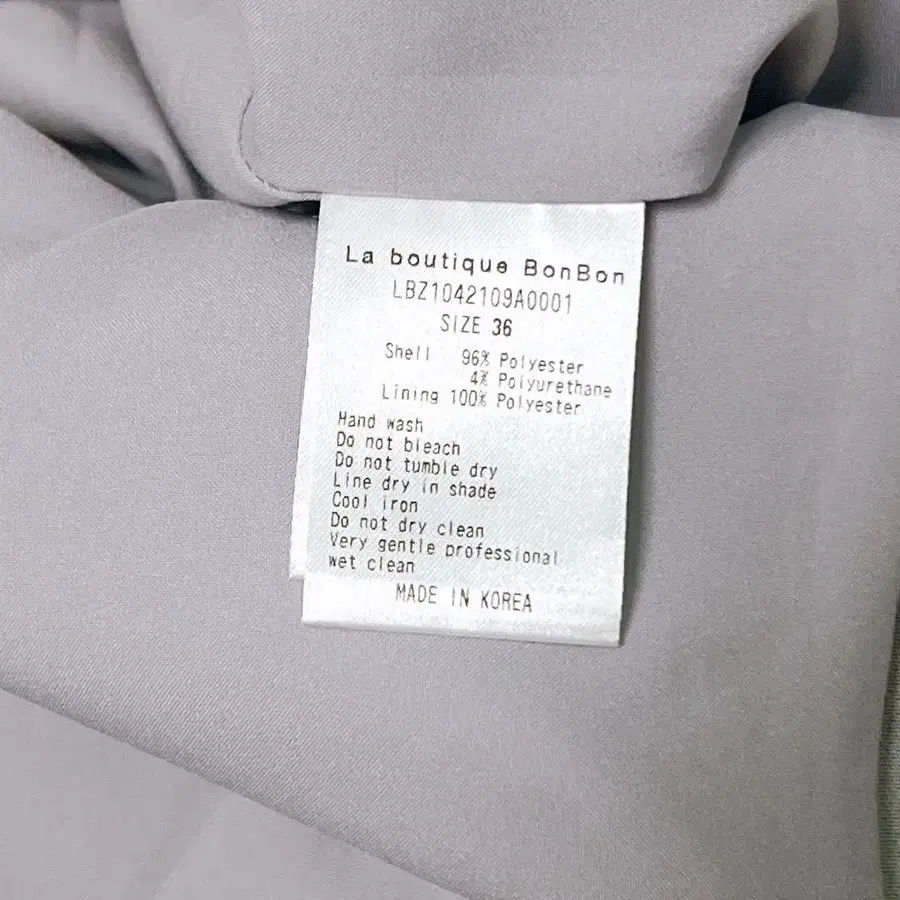 La boutique BonBon
LBZ1042109A0001
SIZE 36
Shell 96% Polyester
4% Polyurethane
Lining 100% Polyester
Hand wash
Do not bleach
Do not tumble dry
Line dry in shade
Cool iron
Do not dry clean
Very gentle professional
wet clean
MADE IN KOREA